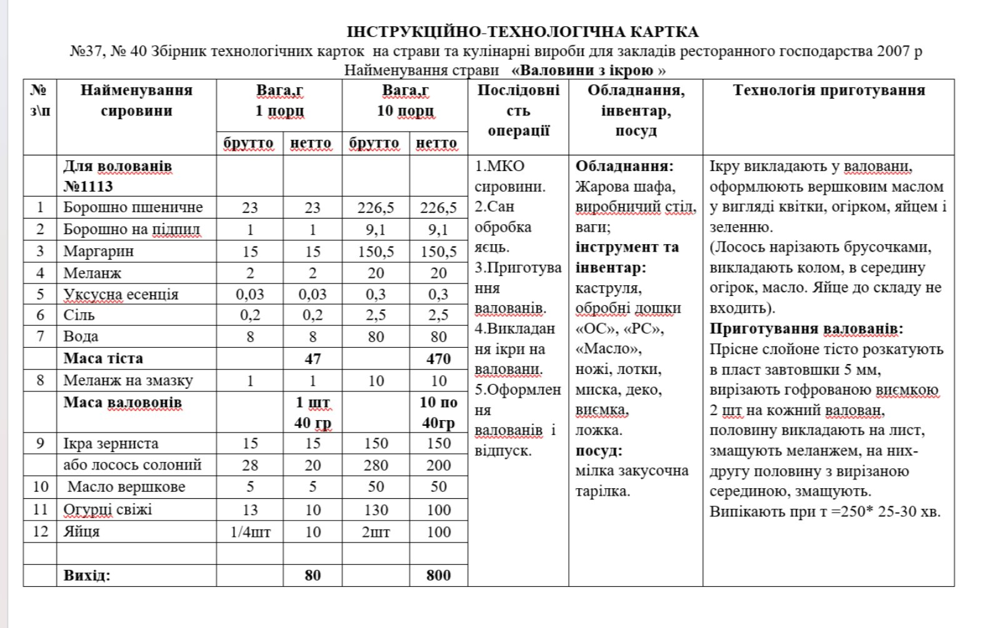 ІНСТРУКЦІЙНО-ТЕХНОЛОГІЧНА КАРТКА
№37, № 40 Збірник технологічних карток на страви та кулінарні вироби для закладів ресторанного господарства 2007 р
Найменування страви «Валовини з ікрою »
№ з\п
Найменування сировини
Вага,г 1 порц
Вага,г 10 порц
Послідовні
сть
операції
Обладнання,
інвентар,
посуд
Технологія приготування
брутто нетто брутто нетто
Для волованів
№1113
1 Борошно пшеничне 23 23 226,5 226,5
2 Борошно на підпил 1 1 9,1 9,1
3 Маргарин 15 15 150,5 150,5
4 Меланж 2 2 20 20
5 Уксусна есенція 0,03 0,03 0,3 0,3
6 Сіль 0,2 0,2 2,5 2,5
7 Вода 8 8 80 80
Маса тіста 47 470
8 Меланж на змазку 1 1 10 10
Маса валовонів 1 шт 40 гр 10 по 40гр
9 Ікра зерниста 15 15 150 150
або лосось солоний 28 20 280 200
10 Масло вершкове 5 5 50 50
11 Огурці свіжі 13 10 130 100
12 Яйця 1/4шт 10 2шт 100
Вихід: 80 800
1.МКО
сировини.
2.Сан
обробка
яєць.
3.Приготува
ння
валованів.
4.Викладан
ня ікри на
валовани.
5.Оформлен
ня
валованів і
відпуск.
Обладнання:
Жарова шафа,
виробничий стіл,
ваги;
інструмент та
інвентар:
каструля,
обробні дошки
«ОС», «РС»,
«Масло»,
ножі, лотки,
миска, деко,
виємка,
ложка.
посуд:
мілка закусочна
тарілка.
Ікру викладають у валовани,
оформлюють вершковим маслом
у вигляді квітки, огірком, яйцем і
зеленню.
(Лосось нарізають брусочками,
викладають колом, в середину
огірок, масло. Яйце до складу не
входить).
Приготування валованів:
Прісне слойоне тісто розкатують
в пласт завтовшки 5 мм,
вирізають гофрованою виємкою
2 шт на кожний валован,
половину викладають на лист,
змащують меланжем, на них-
другу половину з вирізаною
серединою, змащують.
Випікають при т =250* 25-30 хв.